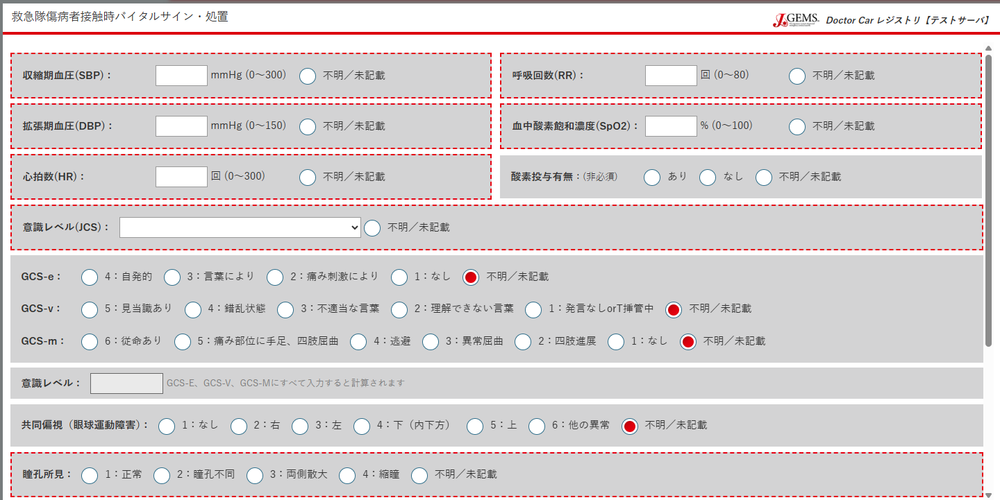 救急隊傷病者接触時バイタルサイン・処置
JGEMS Doctor Car レジストリ【テストサーバ】
収縮期血圧(SBP)： mmHg (0～300) 不明／未記載
呼吸回数(RR)： 回 (0～80) 不明／未記載
拡張期血圧(DBP)： mmHg (0～150) 不明／未記載
血中酸素飽和濃度(SpO2)： % (0～100) 不明／未記載
心拍数(HR)： 回 (0～300) 不明／未記載
酸素投与有無：(非必須) あり なし 不明／未記載
意識レベル(JCS)： 不明／未記載
GCS-e： 4：自発的 3：言葉により 2：痛み刺激により 1：なし 不明／未記載
GCS-v： 5：見当識あり 4：錯乱状態 3：不適当な言葉 2：理解できない言葉 1：発言なしorT挿管中 不明／未記載
GCS-m： 6：従命あり 5：痛み部位に手足、四肢屈曲 4：逃避 3：異常屈曲 2：四肢進展 1：なし 不明／未記載
意識レベル： GCS-E、GCS-V、GCS-Mにすべて入力すると計算されます
共同偏視（眼球運動障害）： 1：なし 2：右 3：左 4：下（内下方） 5：上 6：他の異常 不明／未記載
瞳孔所見： 1：正常 2：瞳孔不同 3：両側散大 4：縮瞳 不明／未記載